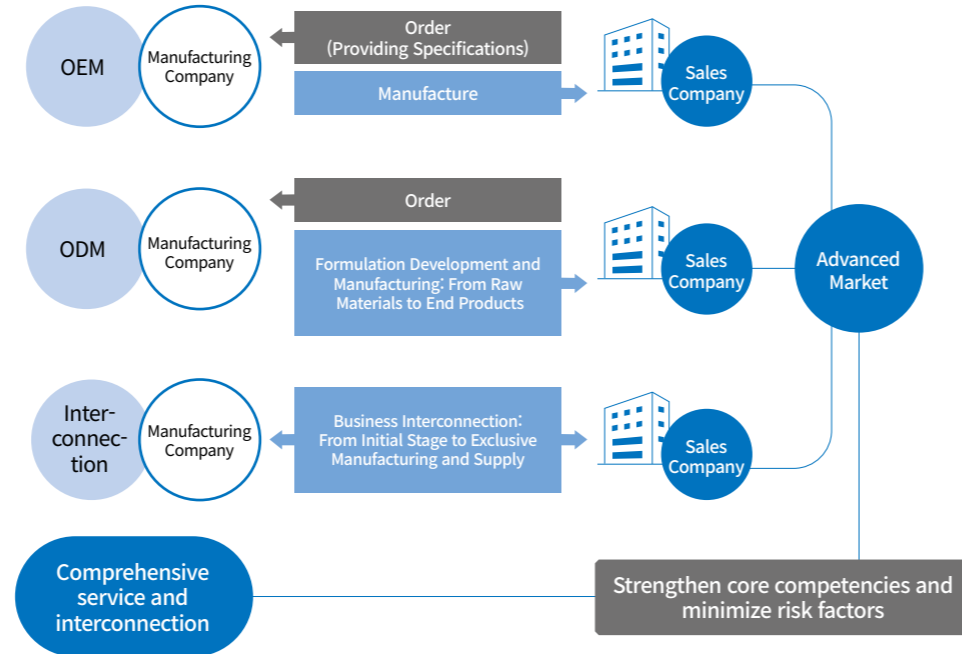 OEM
Manufacturing
Company
Order
(Providing Specifications)
Manufacture
Sales
Company
ODM
Manufacturing
Company
Order
Formulation Development and
Manufacturing: From Raw
Materials to End Products
Sales
Company
Advanced
Market
Inter-
connec-
tion
Manufacturing
Company
Business Interconnection:
From Initial Stage to Exclusive
Manufacturing and Supply
Sales
Company
Comprehensive
service and
interconnection
Strengthen core competencies and
minimize risk factors